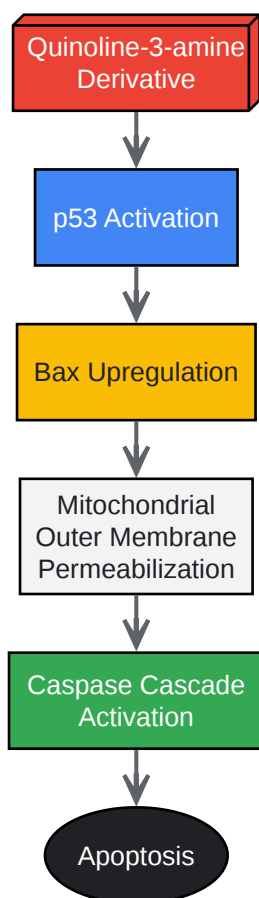 Quinoline-3-amine
Derivative
p53 Activation
Bax Upregulation
Mitochondrial
Outer Membrane
Permeabilization
Caspase Cascade
Activation
Apoptosis